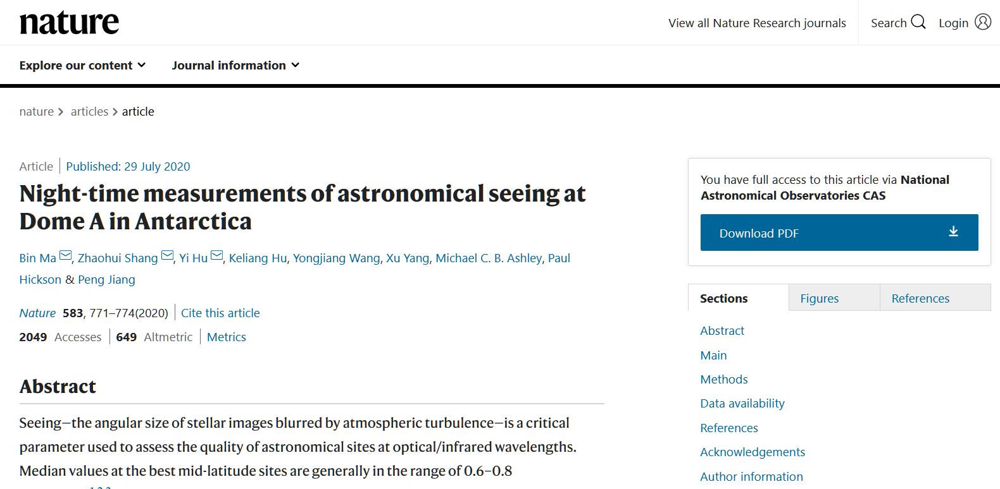 nature
View all Nature Research journals
Search
Login
Explore our content
Journal information
nature > articles > article
Article | Published: 29 July 2020
Night-time measurements of astronomical seeing at
Dome A in Antarctica
Bin Ma, Zhaohui Shang, Yi Hu, Keliang Hu, Yongjiang Wang, Xu Yang, Michael C. B. Ashley, Paul
Hickson & Peng Jiang
Nature 583, 771–774(2020) | Cite this article
2049 Accesses | 649 Altmetric | Metrics
Abstract
Seeing—the angular size of stellar images blurred by atmospheric turbulence—is a critical
parameter used to assess the quality of astronomical sites at optical/infrared wavelengths.
Median values at the best mid-latitude sites are generally in the range of 0.6–0.8
You have full access to this article via National
Astronomical Observatories CAS
Download PDF
Sections
Figures
References
Abstract
Main
Methods
Data availability
References
Acknowledgements
Author information